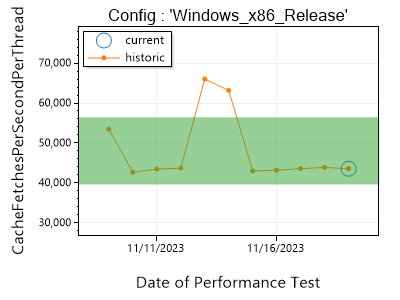 Config : 'Windows_x86_Release'
current
historic
CacheFetchesPerSecondPerThread
70,000
60,000
50,000
40,000
30,000
11/11/2023
11/16/2023
Date of Performance Test